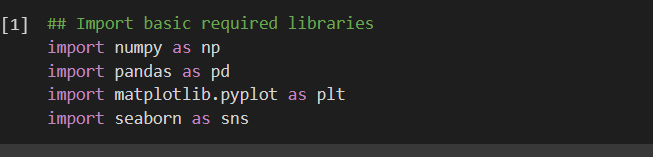 [1] ## Import basic required libraries
import numpy as np
import pandas as pd
import matplotlib.pyplot as plt
import seaborn as sns